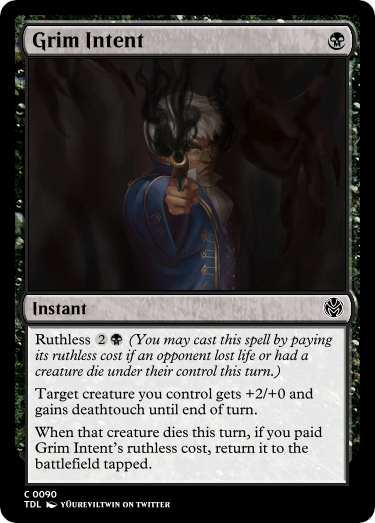 Grim Intent
Instant
Ruthless 2 (You may cast this spell by paying
its ruthless cost if an opponent lost life or had a
creature die under their control this turn.)
Target creature you control gets +2/+0 and
gains deathtouch until end of turn.
When that creature dies this turn, if you paid
Grim Intent's ruthless cost, return it to the
battlefield tapped.
C 0090
TDL YOUREVILTWIN ON TWITTER